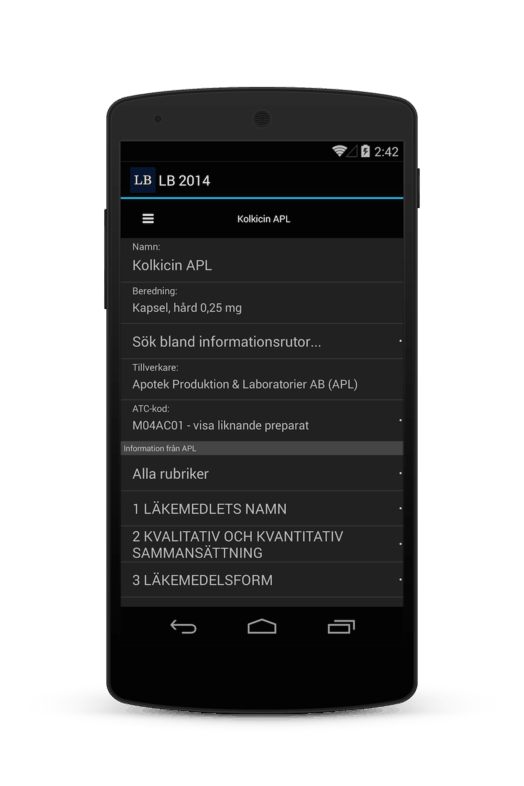 2:42
LB LB 2014
Kolkicin APL
Namn:
Kolkicin APL
Beredning:
Kapsel, hård 0,25 mg
Sök bland informationsrutor...
Tillverkare:
Apotek Produktion & Laboratorier AB (APL)
ATC-kod:
M04AC01 - visa liknande preparat
Information från APL
Alla rubriker
1 LÄKEMEDLETS NAMN
2 KVALITATIV OCH KVANTITATIV
SAMMANSÄTTNING
3 LÄKEMEDELSFORM